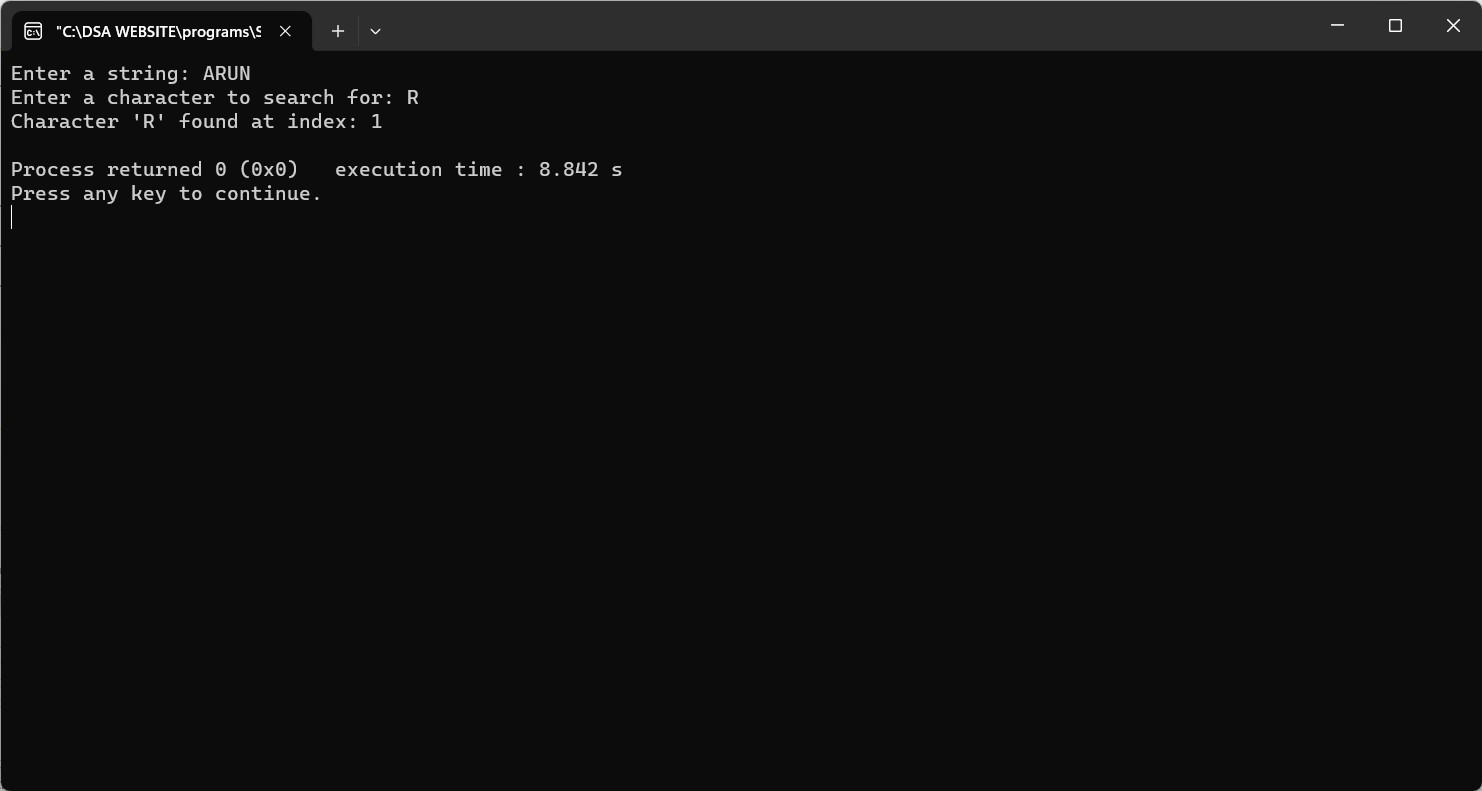 "C:\DSA WEBSITE\programs\S
Enter a string: ARUN
Enter a character to search for: R
Character 'R' found at index: 1
Process returned 0 (0x0)   execution time : 8.842 s
Press any key to continue.